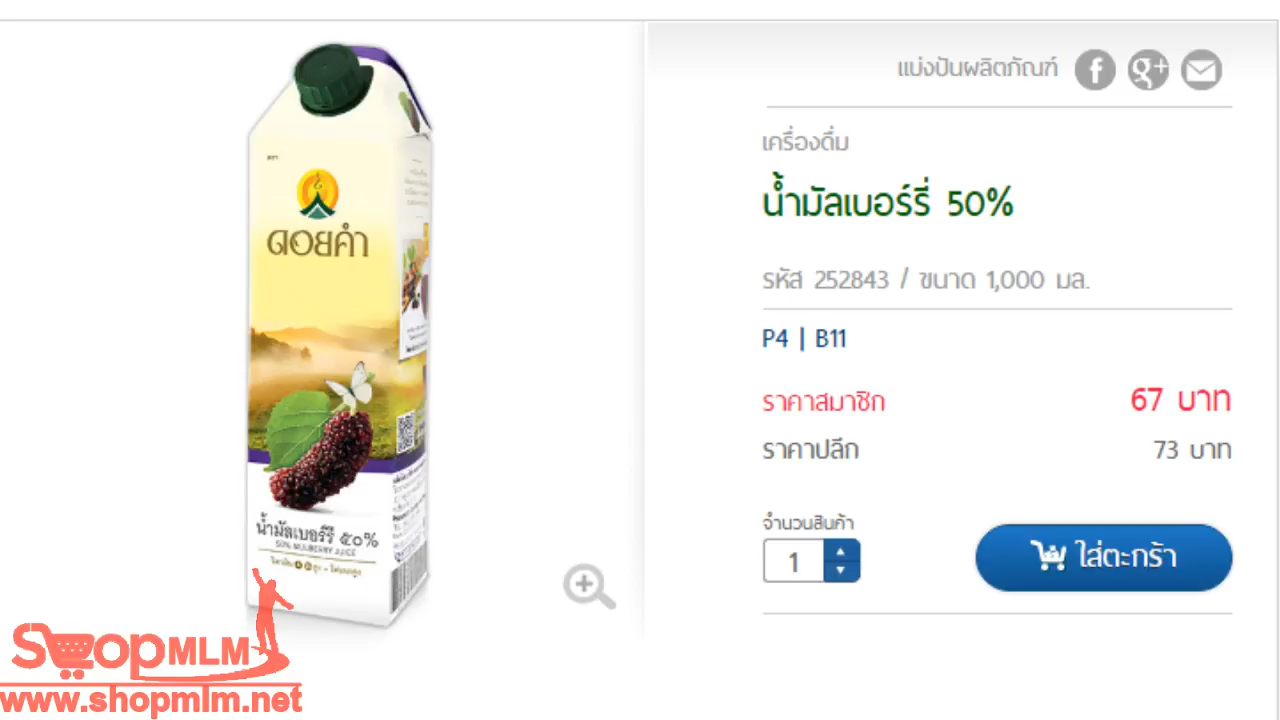 แบ่งปันผลิตภัณฑ์
เครื่องดื่ม
น้ำมัลเบอร์รี่ 50%
รหัส 252843 / ขนาด 1,000 มล.
P4 | B11
ราคาสมาชิก 67 บาท
ราคาปลีก 73 บาท
จำนวนสินค้า
1
ใส่ตะกร้า
ดอยคำ
น้ำมัลเบอร์รี ๕๐%
50% MULBERRY JUICE
SHOPMLM
www.shopmlm.net